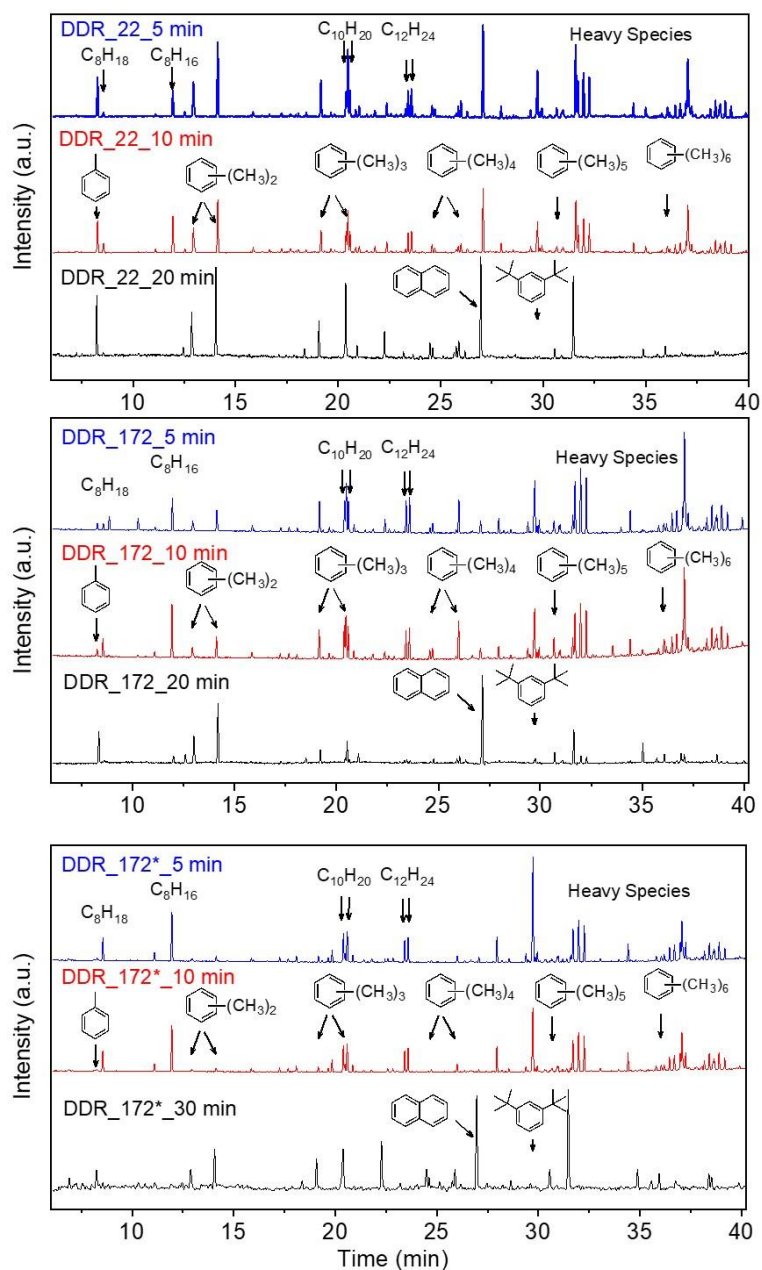 DDR_22_5 min
C₈H₁₈
C₈H₁₆
C₁₀H₂₀
C₁₂H₂₄
Heavy Species
DDR_22_10 min
(CH₃)₂
(CH₃)₃
(CH₃)₄
(CH₃)₅
(CH₃)₆
DDR_22_20 min
Intensity (a.u.)
10 15 20 25 30 35 40
DDR_172_5 min
C₈H₁₈
C₈H₁₆
C₁₀H₂₀
C₁₂H₂₄
Heavy Species
DDR_172_10 min
(CH₃)₂
(CH₃)₃
(CH₃)₄
(CH₃)₅
(CH₃)₆
DDR_172_20 min
Intensity (a.u.)
10 15 20 25 30 35 40
DDR_172*_5 min
C₈H₁₈
C₈H₁₆
C₁₀H₂₀
C₁₂H₂₄
Heavy Species
DDR_172*_10 min
(CH₃)₂
(CH₃)₃
(CH₃)₄
(CH₃)₅
(CH₃)₆
DDR_172*_30 min
Intensity (a.u.)
10 15 20 25 30 35 40
Time (min)